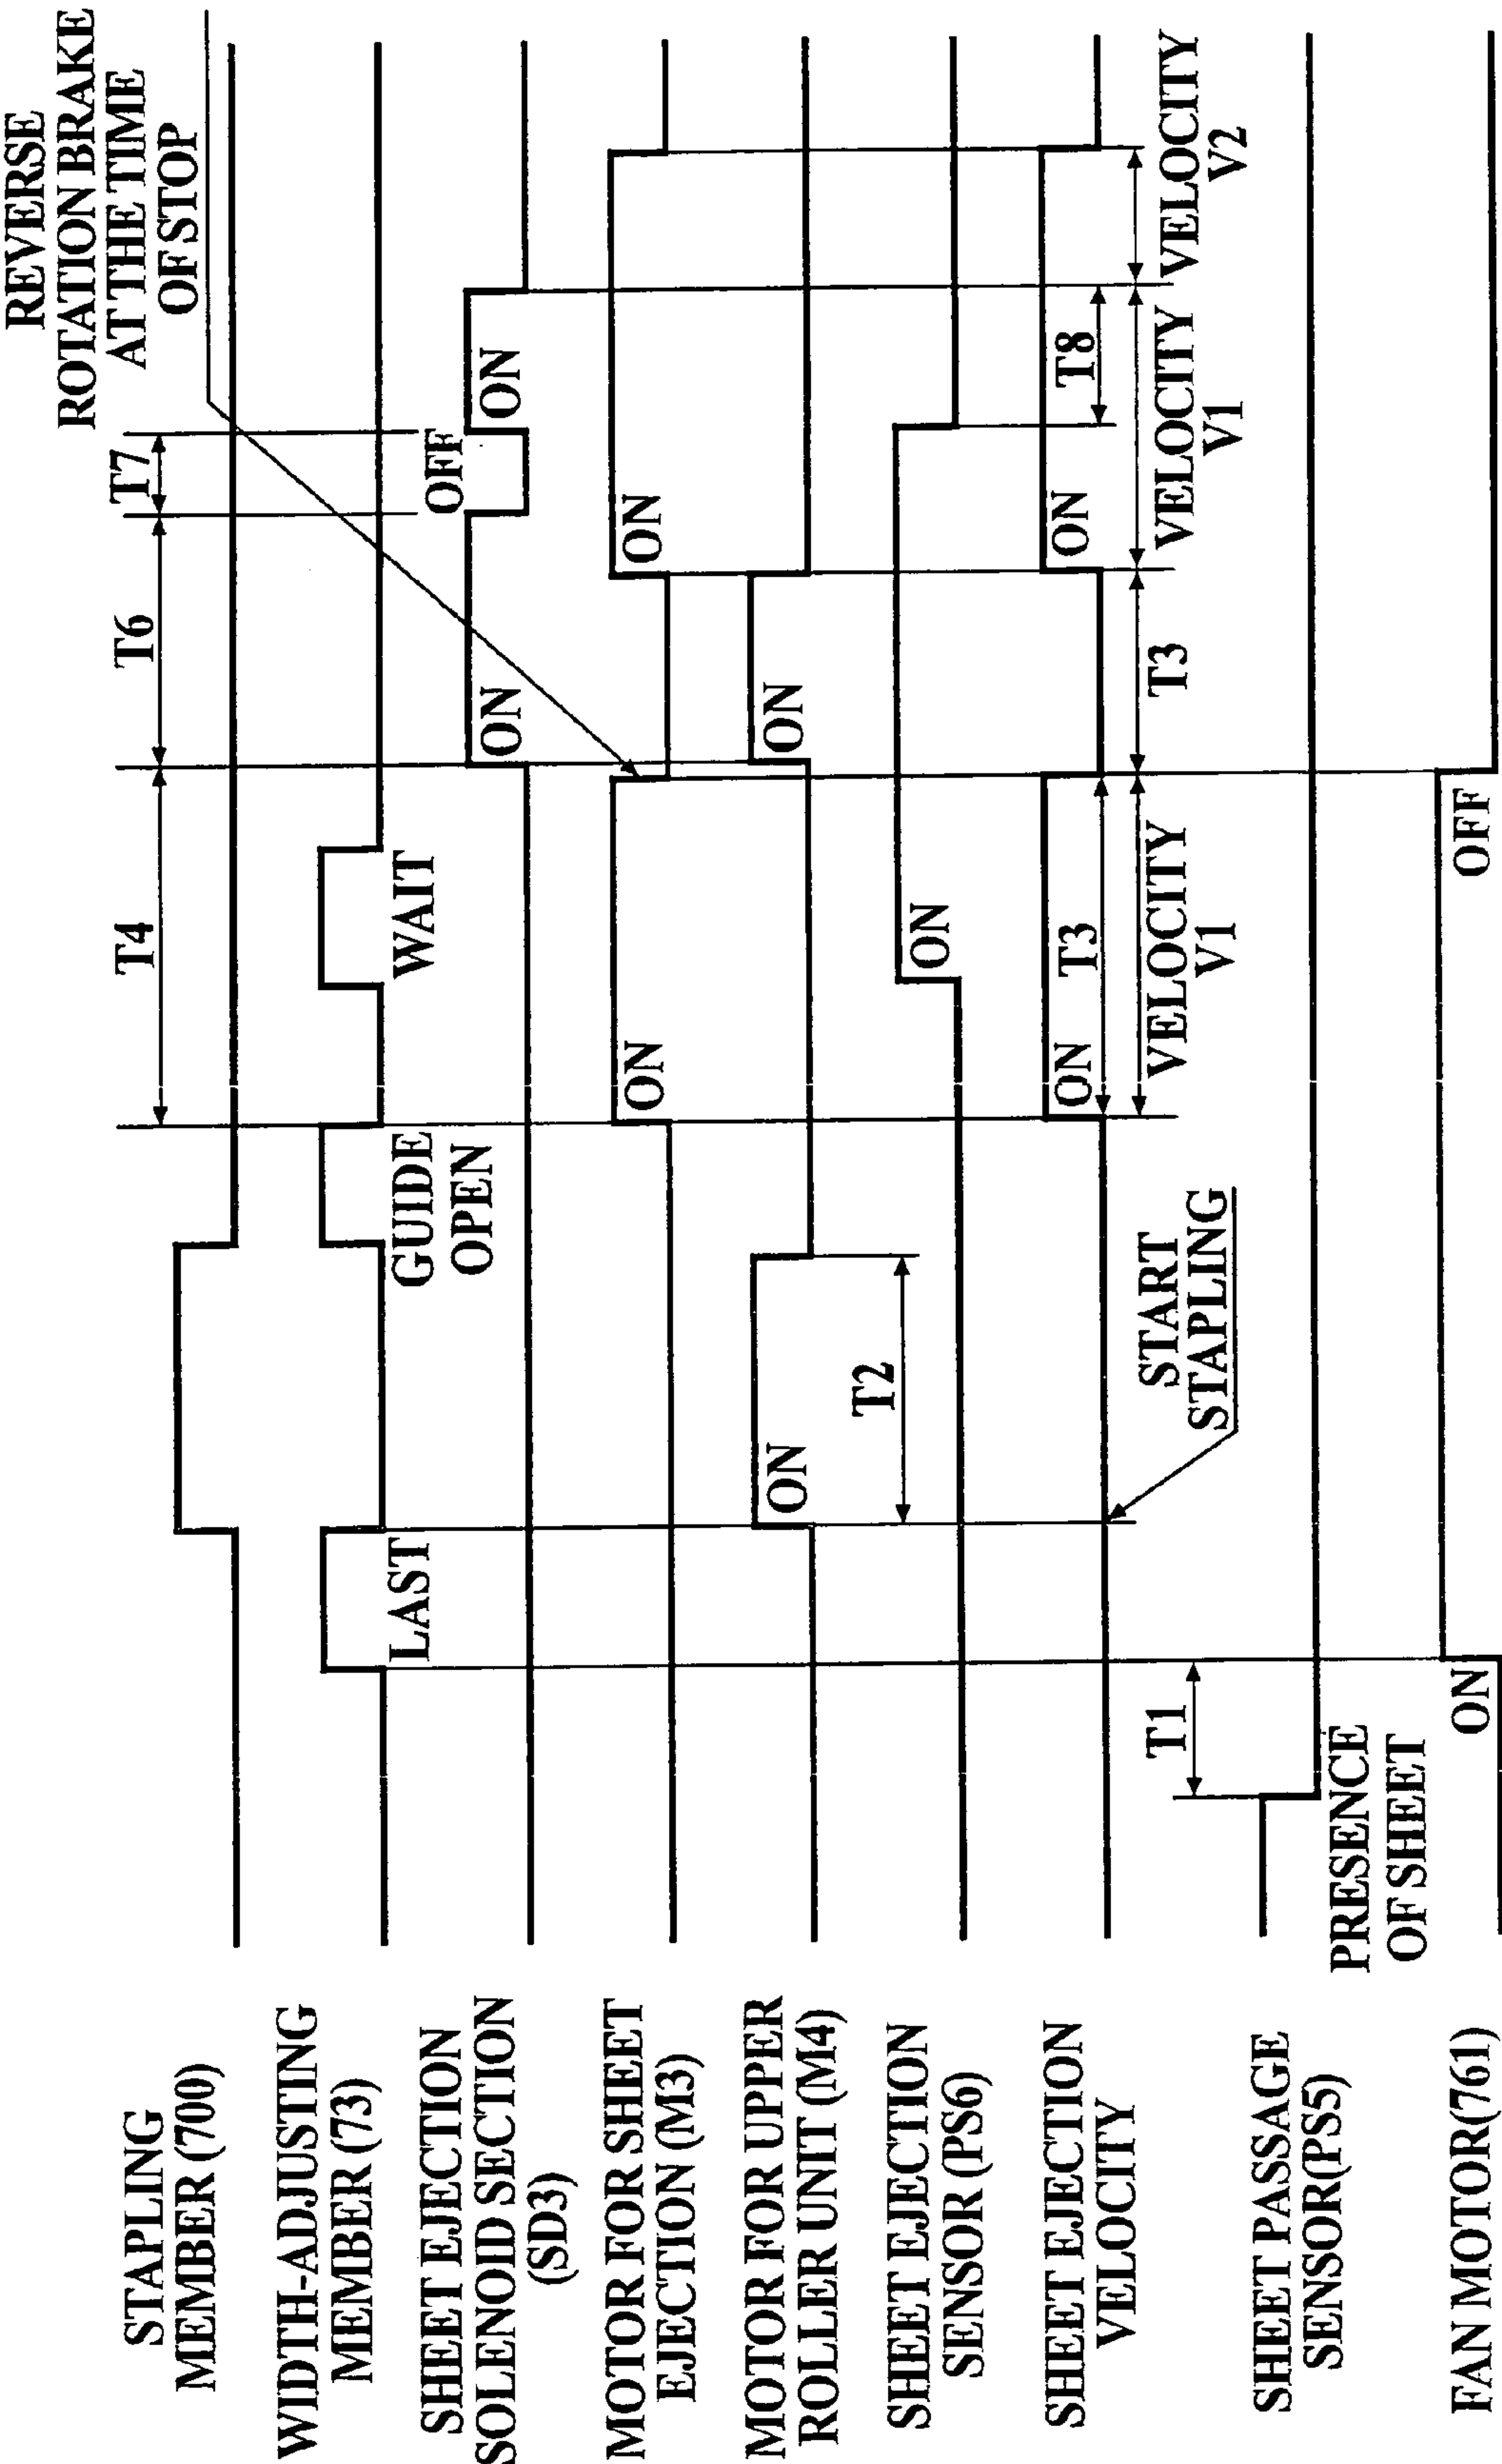 REVERSE
ROTATION BRAKE
AT THE TIME
OF STOP
T4
T6
T7
STAPLING
MEMBER (700)
WIDTH-ADJUSTING
MEMBER (73)
LAST
GUIDE
OPEN
WAIT
SHEET EJECTION
SOLENOID SECTION
(SD3)
ON
OFF
ON
MOTOR FOR SHEET
EJECTION (M3)
ON
ON
MOTOR FOR UPPER
ROLLER UNIT (M4)
ON
T2
ON
SHEET EJECTION
SENSOR (PS6)
ON
SHEET EJECTION
VELOCITY
START
STAPLING
ON
T3
VELOCITY
V1
T3
ON
T8
VELOCITY
V1
VELOCITY
V2
SHEET PASSAGE
SENSOR(PS5)
PRESENCE
OF SHEET
T1
FAN MOTOR(761)
ON
OFF